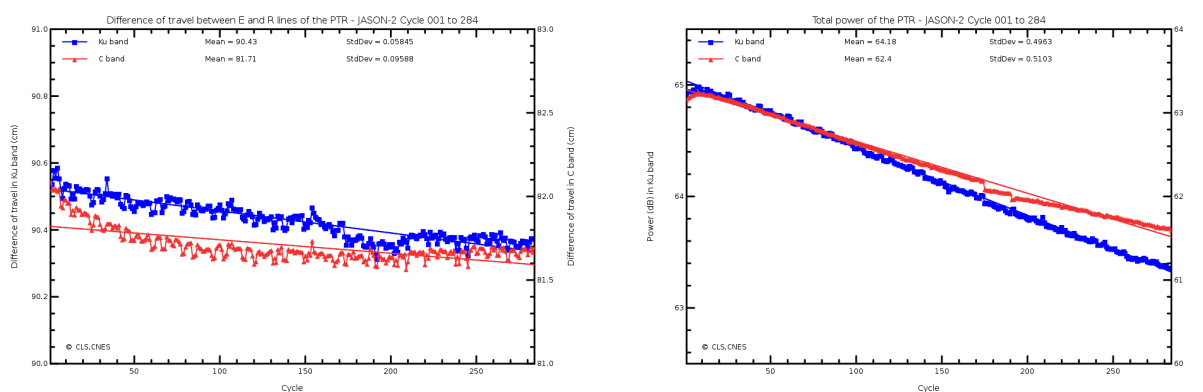 Difference of travel between E and R lines of the PTR - JASON-2 Cycle 001 to 284
91.0
90.8
90.6
90.4
90.2
90.0
Difference of travel in Ku band (cm)
Ku band Mean = 90.43 StdDev = 0.05845
C band Mean = 81.71 StdDev = 0.09588
© CLS,CNES
83.0
82.5
82.0
81.5
81.0
Difference of travel in C band (cm)
50 100 150 200 250
Cycle
Total power of the PTR - JASON-2 Cycle 001 to 284
65
64
63
Power (dB) in Ku band
Ku band Mean = 64.18 StdDev = 0.4963
C band Mean = 62.4 StdDev = 0.5103
© CLS,CNES
64
63
62
61
60
50 100 150 200 250
Cycle